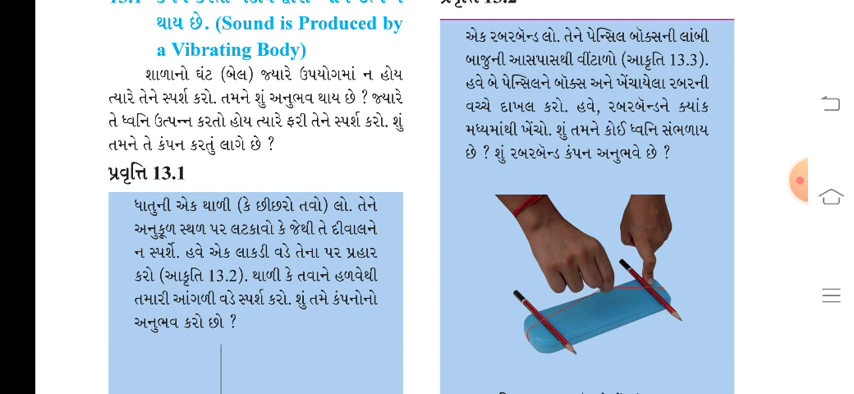 થાય છે. (Sound is Produced by
a Vibrating Body)
શાળાનો ઘંટ (બેલ) જ્યારે ઉપયોગમાં ન હોય
ત્યારે તેને સ્પર્શ કરો. તમને શું અનુભવ થાય છે ? જ્યારે
તે ધ્વનિ ઉત્પન્ન કરતો હોય ત્યારે ફરી તેને સ્પર્શ કરો. શું
તમને તે કંપન કરતું લાગે છે ?
પ્રવૃત્તિ 13.1
ધાતુની એક થાળી (કે છીછરો તવો) લો. તેને
અનુકૂળ સ્થળ પર લટકાવો કે જેથી તે દીવાલને
ન સ્પર્શે. હવે એક લાકડી વડે તેના પર પ્રહાર
કરો (આકૃતિ 13.2). થાળી કે તવાને હળવેથી
તમારી આંગળી વડે સ્પર્શ કરો. શું તમે કંપનોનો
અનુભવ કરો છો ?
એક રબરબૅન્ડ લો. તેને પેન્સિલ બૉક્સની લાંબી
બાજુની આસપાસથી વીંટાળો (આકૃતિ 13.3).
હવે બે પેન્સિલને બૉક્સ અને ખેંચાયેલા રબરની
વચ્ચે દાખલ કરો. હવે, રબરબૅન્ડને ક્યાંક
મધ્યમાંથી ખેંચો. શું તમને કોઈ ધ્વનિ સંભળાય
છે ? શું રબરબૅન્ડ કંપન અનુભવે છે ?